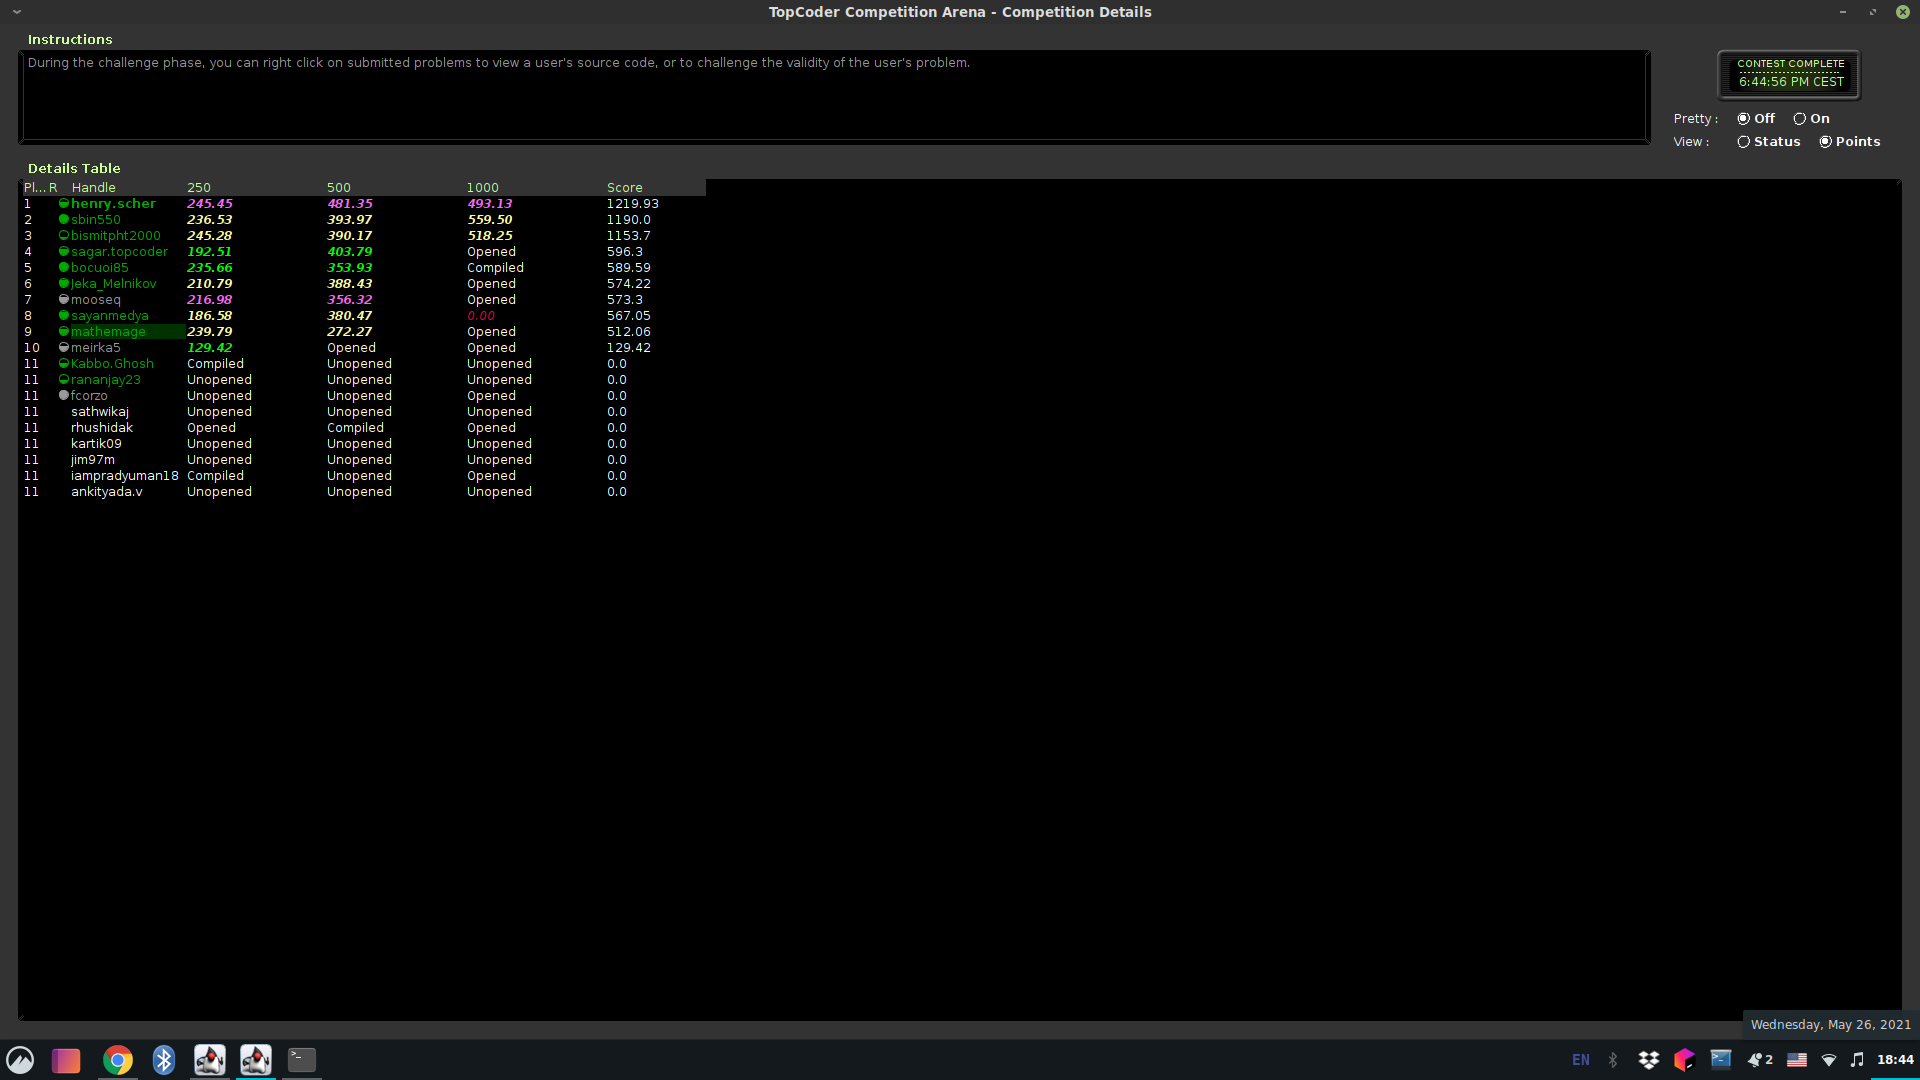 TopCoder Competition Arena - Competition Details
Instructions
During the challenge phase, you can right click on submitted problems to view a user's source code, or to challenge the validity of the user's problem.
CONTEST COMPLETE
6:44:56 PM CEST
Pretty : Off On
View : Status Points
Details Table
Pl... R Handle 250 500 1000 Score
1 henry.scher 245.45 481.35 493.13 1219.93
2 sbin550 236.53 393.97 559.50 1190.0
3 bismitpht2000 245.28 390.17 518.25 1153.7
4 sagar.topcoder 192.51 403.79 Opened 596.3
5 bocuoi85 235.66 353.93 Compiled 589.59
6 Jeka_Melnikov 210.79 388.43 Opened 574.22
7 mooseq 216.98 356.32 Opened 573.3
8 sayanmedya 186.58 380.47 0.00 567.05
9 mathemage 239.79 272.27 Opened 512.06
10 meirka5 129.42 Opened Opened 129.42
11 Kabbo.Ghosh Compiled Unopened Unopened 0.0
11 rananjay23 Unopened Unopened Unopened 0.0
11 fcorzo Unopened Unopened Opened 0.0
11 sathwikaj Unopened Unopened Unopened 0.0
11 rhushidak Opened Compiled Opened 0.0
11 kartik09 Unopened Unopened Unopened 0.0
11 jim97m Unopened Unopened Unopened 0.0
11 iampradyuman18 Compiled Unopened Opened 0.0
11 ankityada.v Unopened Unopened Unopened 0.0
Wednesday, May 26, 2021
EN 2 18:44